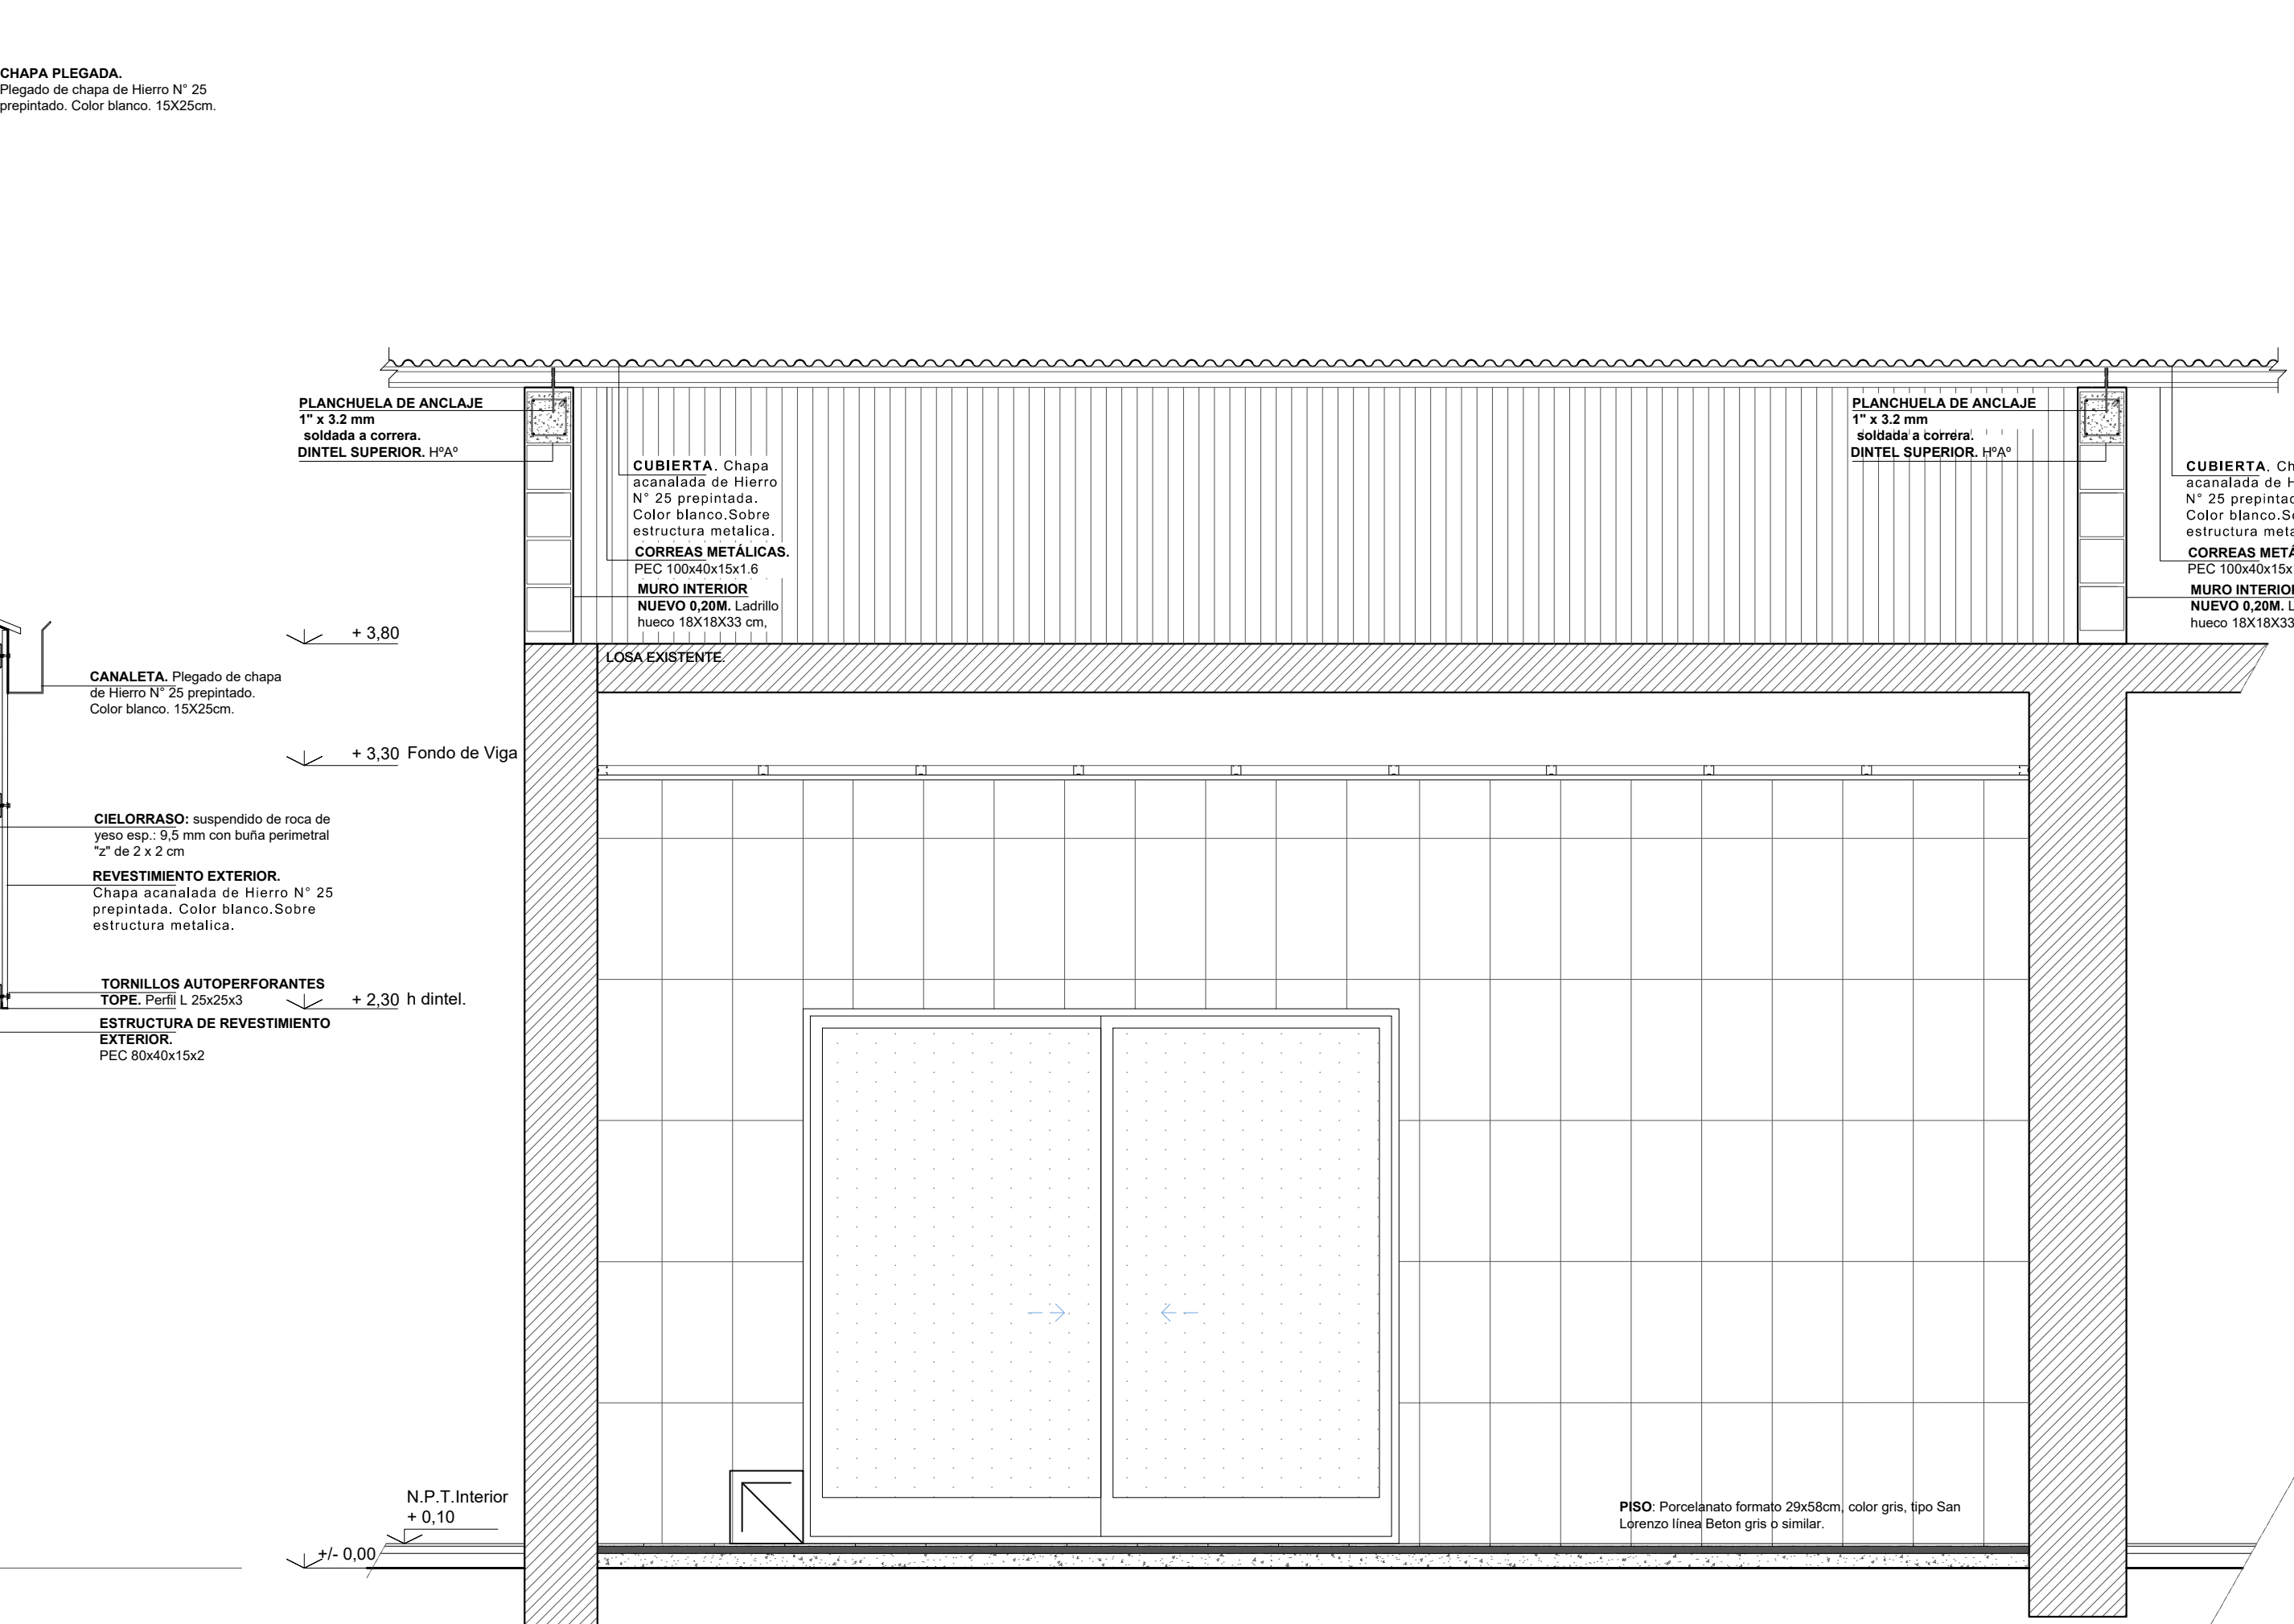 CHAPA PLEGADA.
Plegado de chapa de Hierro N° 25
prepintado. Color blanco. 15X25cm.
PLANCHUELA DE ANCLAJE
1" x 3.2 mm
soldada a correra.
DINTEL SUPERIOR. HºAº
CUBIERTA. Chapa
acanalada de Hierro
N° 25 prepintada.
Color blanco.Sobre
estructura metalica.
CORREAS METÁLICAS.
PEC 100x40x15x1.6
MURO INTERIOR
NUEVO 0,20M. Ladrillo
hueco 18X18X33 cm,
PLANCHUELA DE ANCLAJE
1" x 3.2 mm
soldada a correra.
DINTEL SUPERIOR. HºAº
CUBIERTA. Ch
acanalada de H
N° 25 prepintad
Color blanco.So
estructura meta
CORREAS METÁ
PEC 100x40x15x
MURO INTERIOR
NUEVO 0,20M. L
hueco 18X18X33
+ 3,80
LOSA EXISTENTE.
CANALETA. Plegado de chapa
de Hierro N° 25 prepintado.
Color blanco. 15X25cm.
+ 3,30 Fondo de Viga
CIELORRASO: suspendido de roca de
yeso esp.: 9,5 mm con buña perimetral
"z" de 2 x 2 cm
REVESTIMIENTO EXTERIOR.
Chapa acanalada de Hierro N° 25
prepintada. Color blanco.Sobre
estructura metalica.
TORNILLOS AUTOPERFORANTES
TOPE. Perfil L 25x25x3
+ 2,30 h dintel.
ESTRUCTURA DE REVESTIMIENTO
EXTERIOR.
PEC 80x40x15x2
N.P.T.Interior
+ 0,10
+/- 0,00
PISO: Porcelanato formato 29x58cm, color gris, tipo San
Lorenzo línea Beton gris o similar.